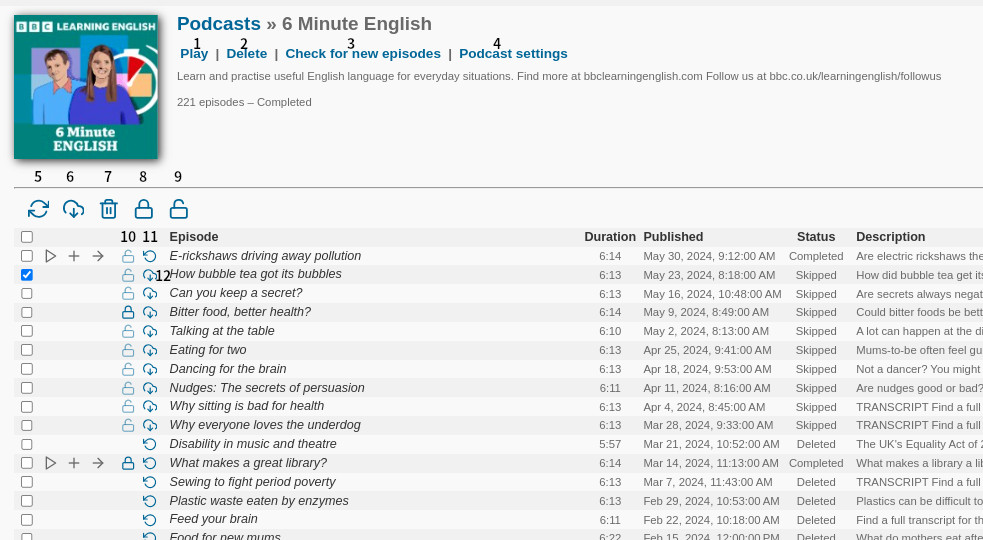 BBC LEARNING ENGLISH
6 Minute
ENGLISH
Podcasts » 6 Minute English
1 2 3 4
Play | Delete | Check for new episodes | Podcast settings
Learn and practise useful English language for everyday situations. Find more at bbclearningenglish.com Follow us at bbc.co.uk/learningenglish/followus
221 episodes – Completed
5 6 7 8 9
10 11 Episode Duration Published Status Description
E-rickshaws driving away pollution 6:14 May 30, 2024, 9:12:00 AM Completed Are electric rickshaws the
12 How bubble tea got its bubbles 6:13 May 23, 2024, 8:18:00 AM Skipped How did bubble tea get its
Can you keep a secret? 6:13 May 16, 2024, 10:48:00 AM Skipped Are secrets always negat
Bitter food, better health? 6:14 May 9, 2024, 8:49:00 AM Skipped Could bitter foods be bett
Talking at the table 6:10 May 2, 2024, 8:13:00 AM Skipped A lot can happen at the di
Eating for two 6:13 Apr 25, 2024, 9:41:00 AM Skipped Mums-to-be often feel gu
Dancing for the brain 6:13 Apr 18, 2024, 9:53:00 AM Skipped Not a dancer? You might
Nudges: The secrets of persuasion 6:11 Apr 11, 2024, 8:16:00 AM Skipped Are nudges good or bad?
Why sitting is bad for health 6:13 Apr 4, 2024, 8:45:00 AM Skipped TRANSCRIPT Find a full
Why everyone loves the underdog 6:13 Mar 28, 2024, 9:33:00 AM Skipped TRANSCRIPT Find a full
Disability in music and theatre 5:57 Mar 21, 2024, 10:52:00 AM Deleted The UK's Equality Act of 2
What makes a great library? 6:14 Mar 14, 2024, 11:13:00 AM Completed What makes a library a lib
Sewing to fight period poverty 6:13 Mar 7, 2024, 11:43:00 AM Deleted TRANSCRIPT Find a full
Plastic waste eaten by enzymes 6:13 Feb 29, 2024, 10:53:00 AM Deleted Plastics can be difficult to
Feed your brain 6:11 Feb 22, 2024, 10:18:00 AM Deleted Find a full transcript for th
Food for new mums 6:22 Feb 15, 2024, 12:00:00 PM Deleted What do mothers eat afte